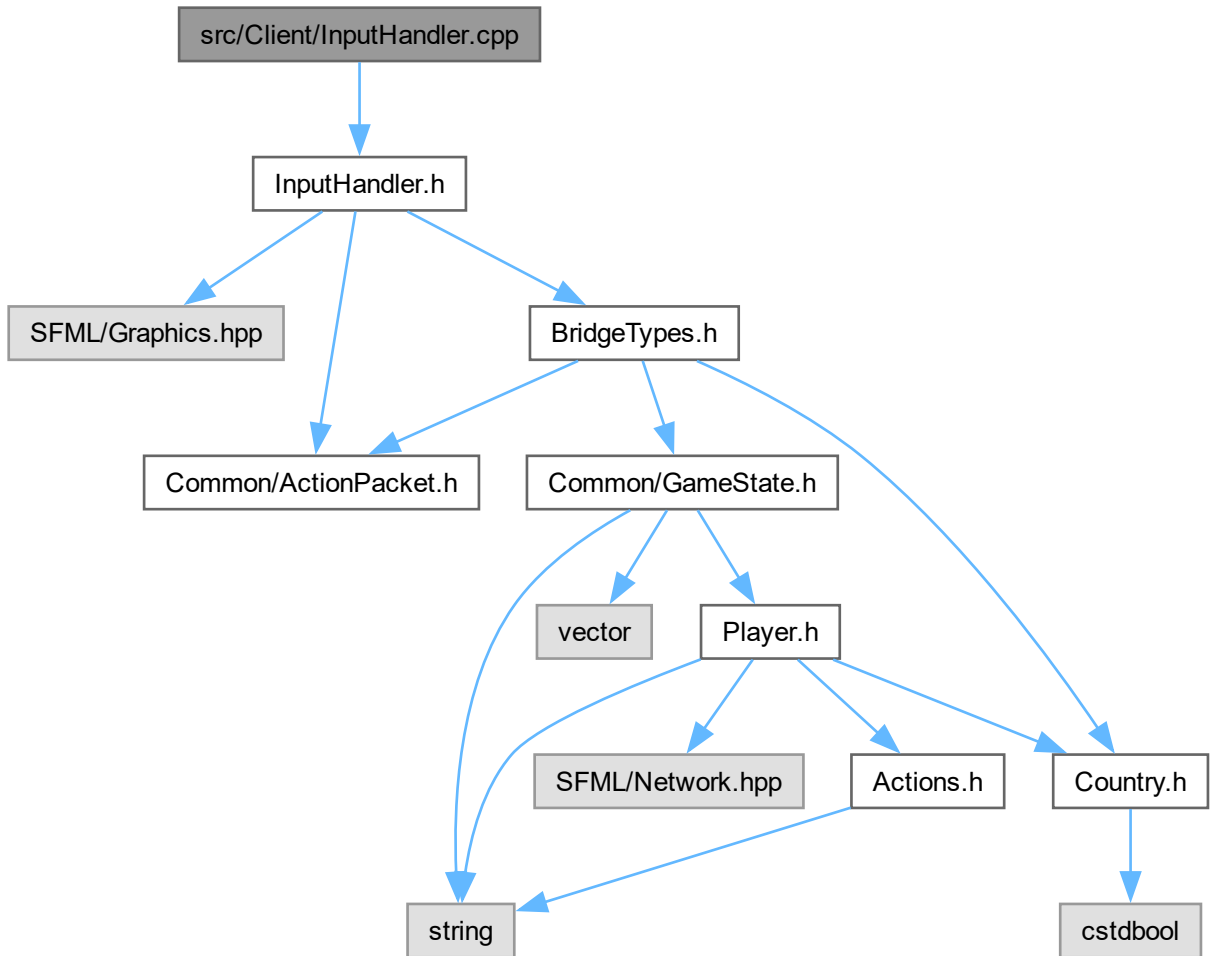 src/Client/InputHandler.cpp
InputHandler.h
SFML/Graphics.hpp
BridgeTypes.h
Common/ActionPacket.h
Common/GameState.h
vector
Player.h
SFML/Network.hpp
Actions.h
Country.h
string
cstdbool